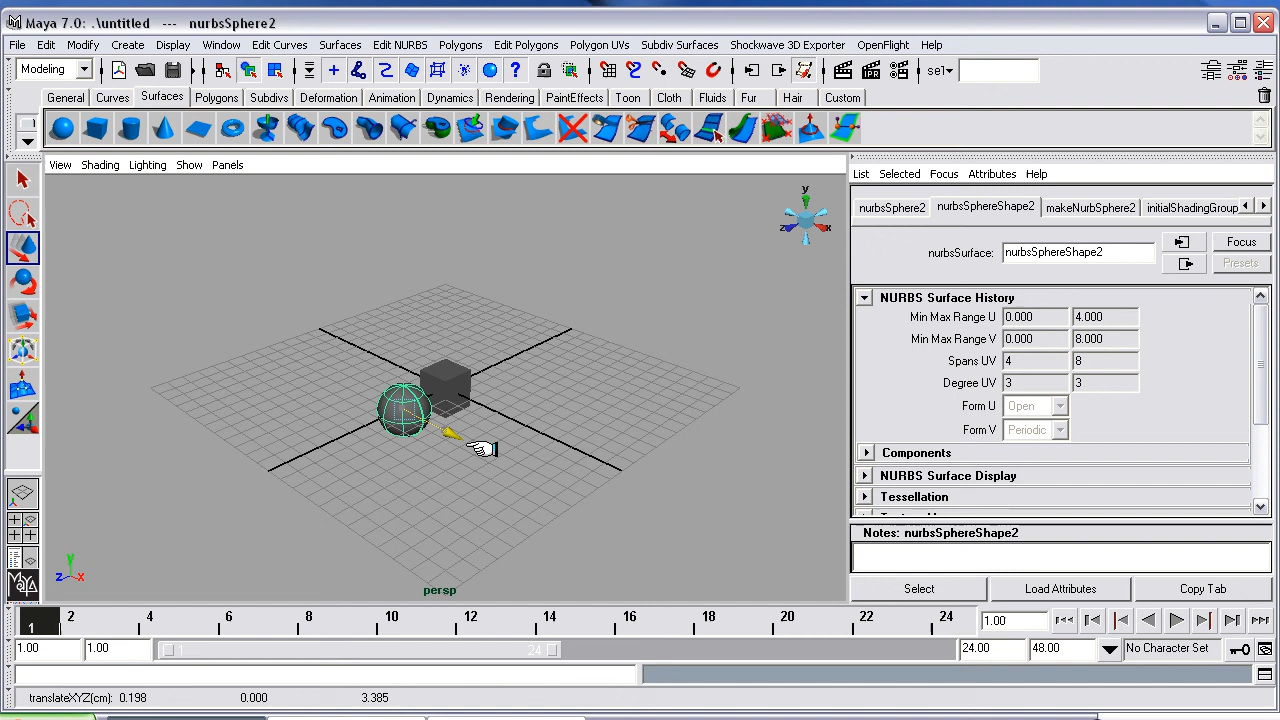 Maya 7.0: .\untitled --- nurbsSphere2
File Edit Modify Create Display Window Edit Curves Surfaces Edit NURBS Polygons Edit Polygons Polygon UVs Subdiv Surfaces Shockwave 3D Exporter OpenFlight Help
Modeling sel
General Curves Surfaces Polygons Subdivs Deformation Animation Dynamics Rendering PaintEffects Toon Cloth Fluids Fur Hair Custom
View Shading Lighting Show Panels
List Selected Focus Attributes Help
nurbsSphere2 nurbsSphereShape2 makeNurbSphere2 initialShadingGroup
y
z x
nurbsSurface: nurbsSphereShape2 Focus
Presets
NURBS Surface History
Min Max Range U 0.000 4.000
Min Max Range V 0.000 8.000
Spans UV 4 8
Degree UV 3 3
Form U Open
Form V Periodic
Components
NURBS Surface Display
Tessellation
Notes: nurbsSphereShape2
y
z x
persp
MAYA
Select Load Attributes Copy Tab
1 2 4 6 8 10 12 14 16 18 20 22 24 1.00
1.00 1.00 1 24 24.00 48.00 No Character Set
translateXYZ(cm): 0.198 0.000 3.385